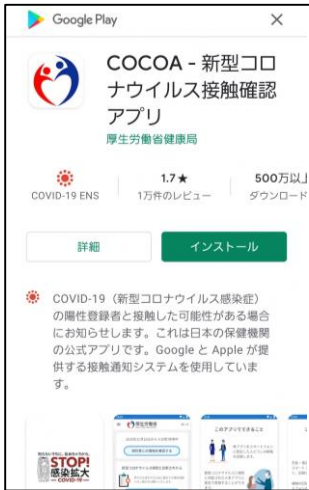 Google Play
COCOA - 新型コロ
ナウイルス接触確認
アプリ
厚生労働省健康局
COVID-19 ENS
1.7★
1万件のレビュー
500万以上
ダウンロード
詳細
インストール
COVID-19（新型コロナウイルス感染症）
の陽性登録者と接触した可能性がある場合
にお知らせします。これは日本の保健機関
の公式アプリです。Google と Apple が提
供する接触通知システムを使用していま
す。
STOP!
感染拡大
COVID-19
厚生労働省
このアプリでできること